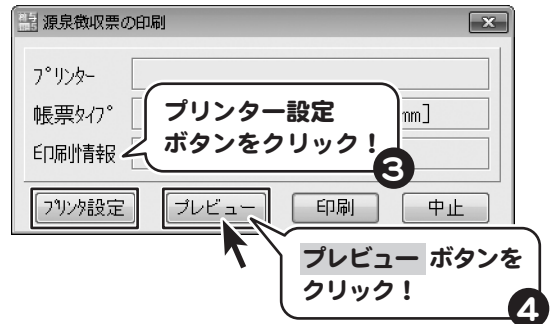 源泉徴収票の印刷
プリンター
帳票タイプ
mm]
印刷情報
プリンター設定
ボタンをクリック！
3
プリンタ設定
プレビュー
印刷
中止
プレビュー ボタンを
クリック！
4